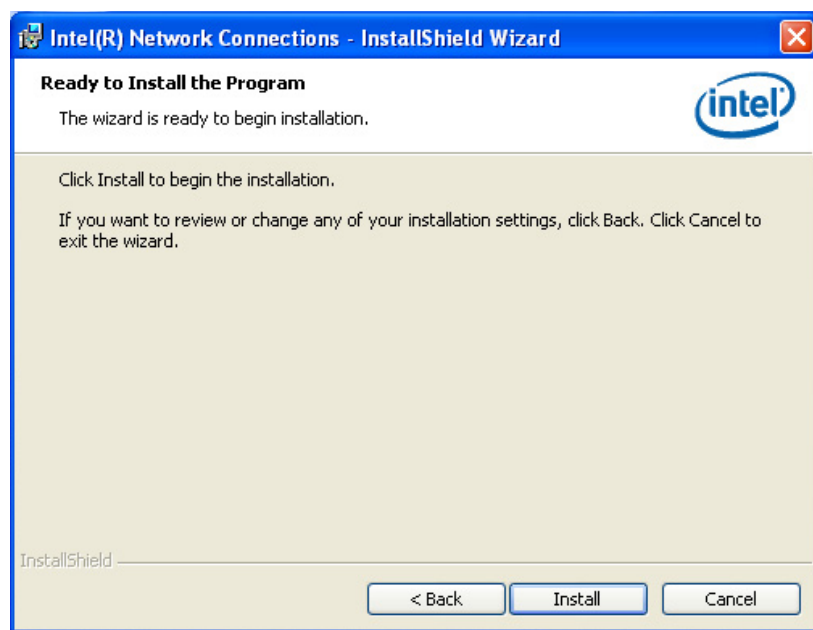 Intel(R) Network Connections - InstallShield Wizard
Ready to Install the Program
The wizard is ready to begin installation.
intel
Click Install to begin the installation.
If you want to review or change any of your installation settings, click Back. Click Cancel to
exit the wizard.
InstallShield
< Back
Install
Cancel